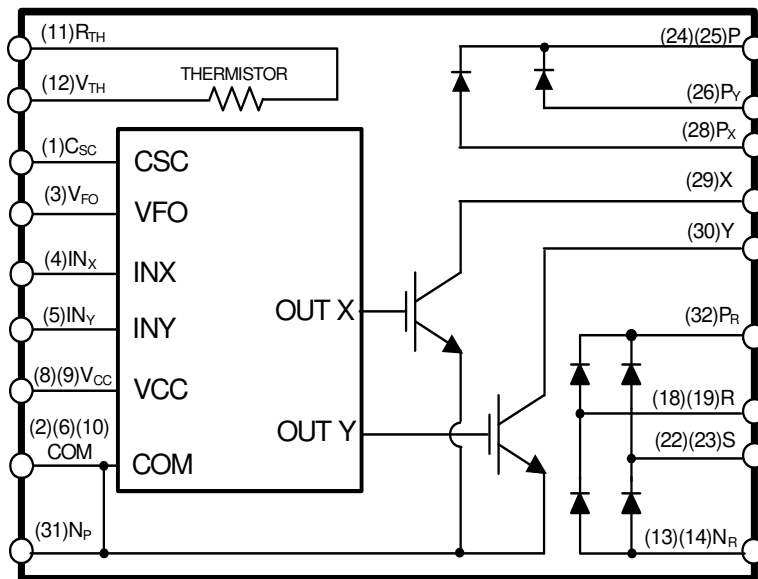 (11)RTH
(12)VTH
THERMISTOR
(1)CSC
(3)VFO
(4)INX
(5)INY
(8)(9)VCC
(2)(6)(10)
COM
(31)NP
CSC
VFO
INX
INY
VCC
COM
OUT X
OUT Y
(24)(25)P
(26)PY
(28)PX
(29)X
(30)Y
(32)PR
(18)(19)R
(22)(23)S
(13)(14)NR